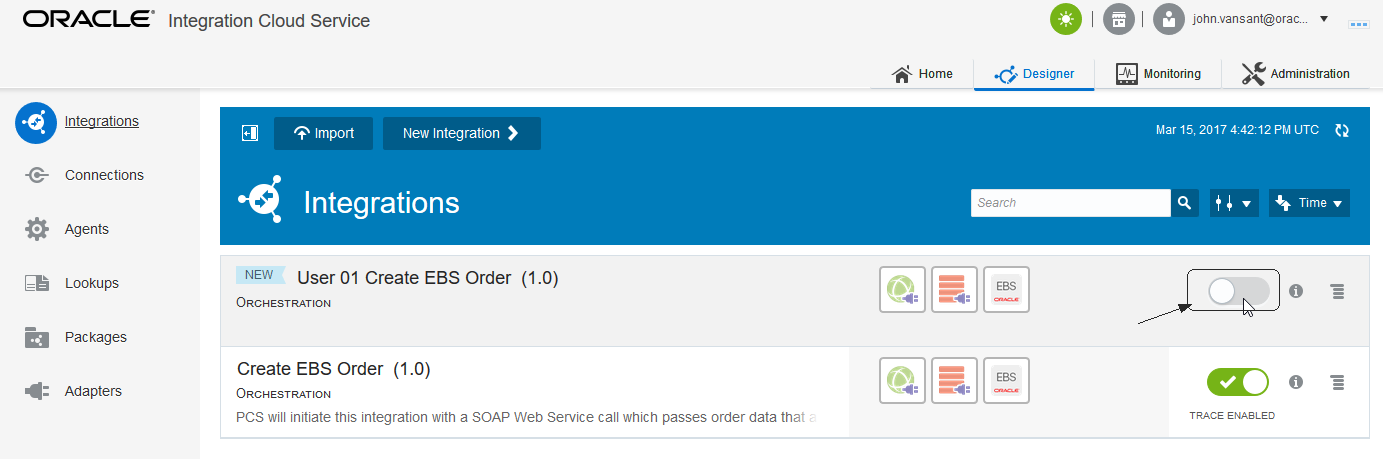 ORACLE® Integration Cloud Service
john.vansant@orac...
Home
Designer
Monitoring
Administration
Integrations
Connections
Agents
Lookups
Packages
Adapters
Import
New Integration
Mar 15, 2017 4:42:12 PM UTC
Integrations
Search
Time
NEW User 01 Create EBS Order (1.0)
ORCHESTRATION
EBS
ORACLE
Create EBS Order (1.0)
ORCHESTRATION
PCS will initiate this integration with a SOAP Web Service call which passes order data that a
EBS
ORACLE
TRACE ENABLED